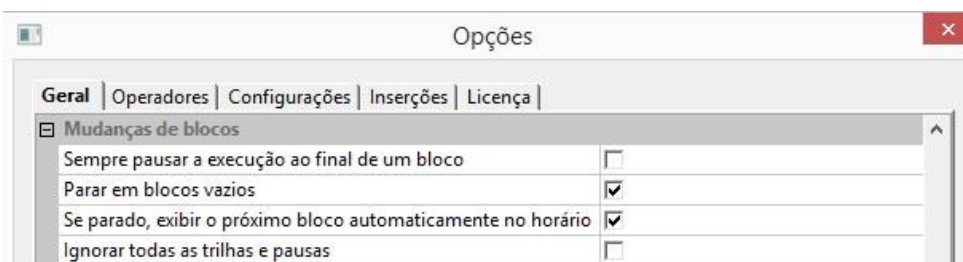 Opções
Geral Operadores Configurações Inserções Licença
Mudanças de blocos
Sempre pausar a execução ao final de um bloco
Parar em blocos vazios
Se parado, exibir o próximo bloco automaticamente no horário
Ignorar todas as trilhas e pausas